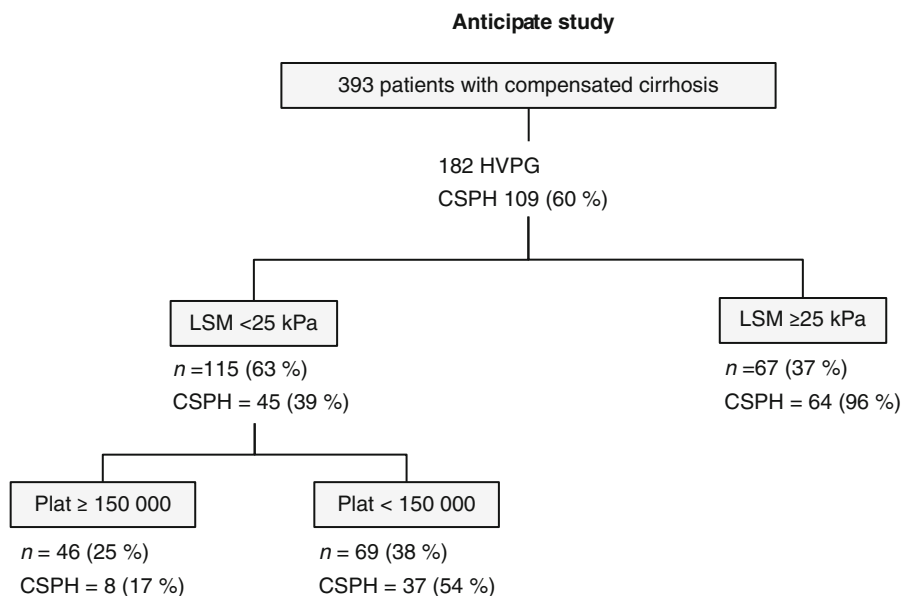 Anticipate study
393 patients with compensated cirrhosis
182 HVPG
CSPH 109 (60 %)
LSM <25 kPa
n =115 (63 %)
CSPH = 45 (39 %)
LSM ≥25 kPa
n =67 (37 %)
CSPH = 64 (96 %)
Plat ≥ 150 000
n = 46 (25 %)
CSPH = 8 (17 %)
Plat < 150 000
n = 69 (38 %)
CSPH = 37 (54 %)